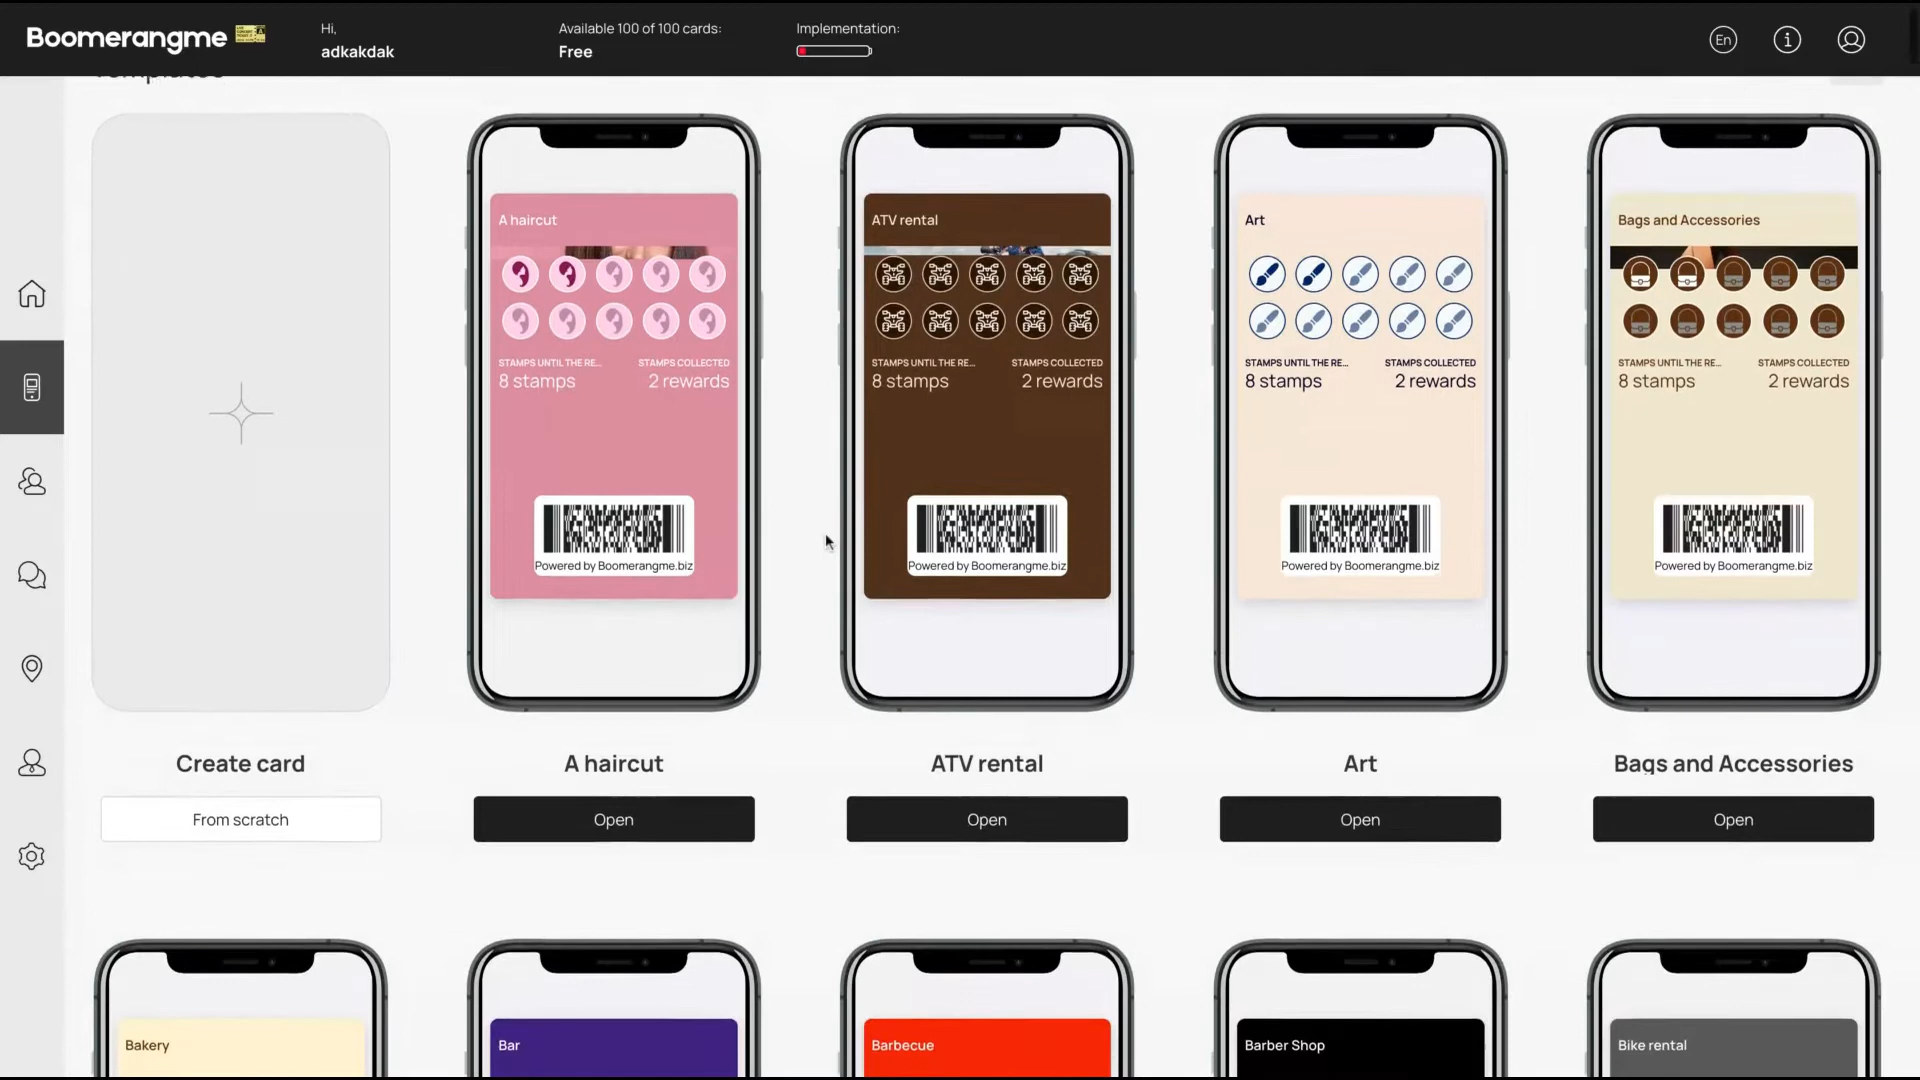 Boomerangme
Hi,
adkakdak
Available 100 of 100 cards:
Free
Implementation:
En
Templates
A haircut
STAMPS UNTIL THE RE...
STAMPS COLLECTED
8 stamps
2 rewards
Powered by Boomerangme.biz
ATV rental
STAMPS UNTIL THE RE...
STAMPS COLLECTED
8 stamps
2 rewards
Powered by Boomerangme.biz
Art
STAMPS UNTIL THE RE...
STAMPS COLLECTED
8 stamps
2 rewards
Powered by Boomerangme.biz
Bags and Accessories
STAMPS UNTIL THE RE...
STAMPS COLLECTED
8 stamps
2 rewards
Powered by Boomerangme.biz
Create card
A haircut
ATV rental
Art
Bags and Accessories
From scratch
Open
Open
Open
Open
Bakery
Bar
Barbecue
Barber Shop
Bike rental